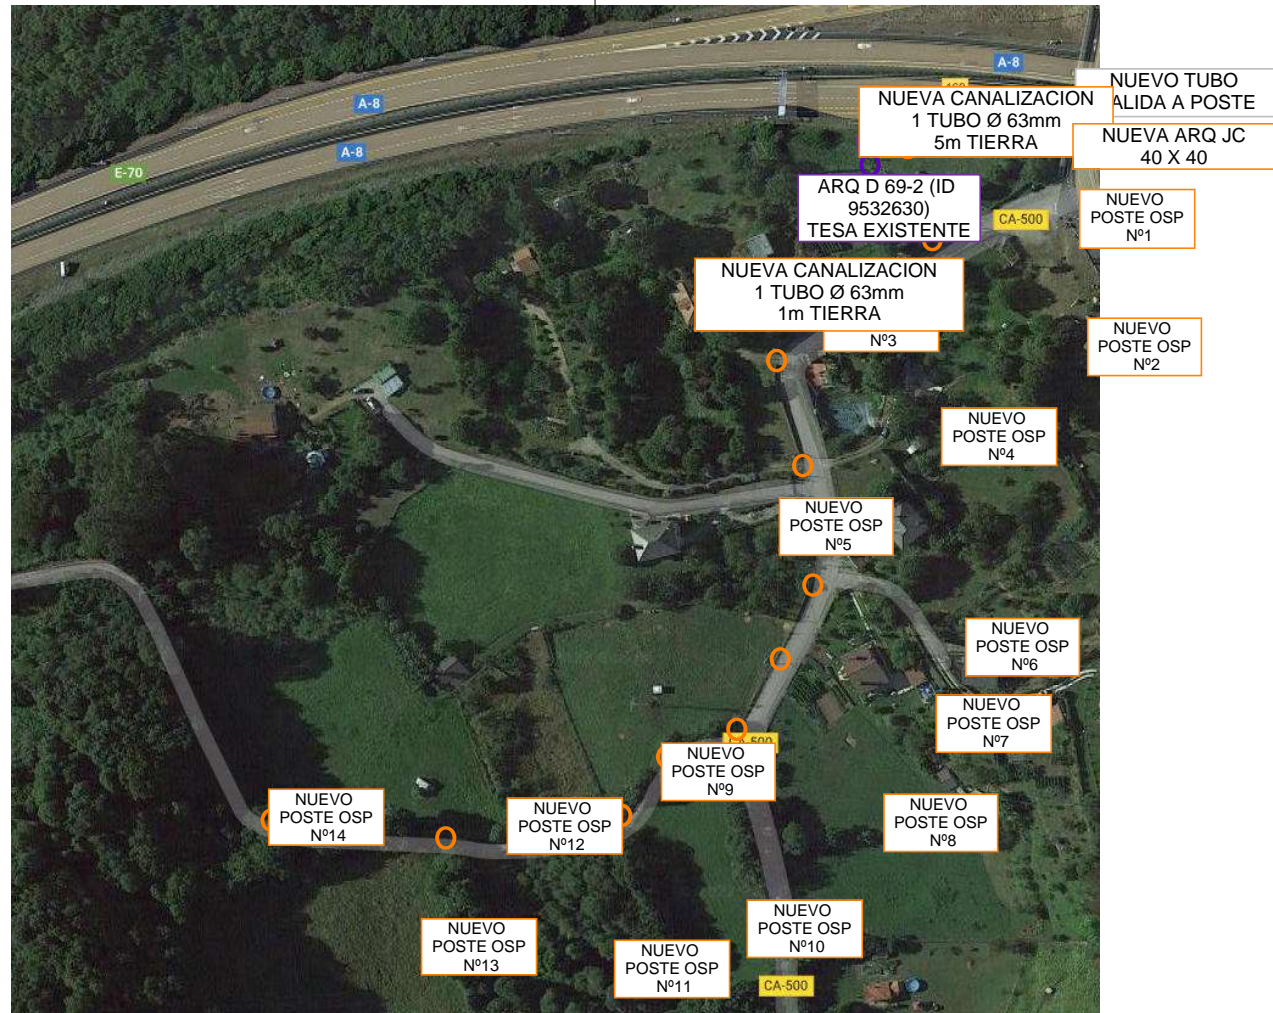 A-8
A-8
A-8
E-70
NUEVO TUBO
ALIDA A POSTE
NUEVA CANALIZACION
1 TUBO Ø 63mm
5m TIERRA
NUEVA ARQ JC
40 X 40
ARQ D 69-2 (ID
9532630)
TESA EXISTENTE
CA-500
NUEVO
POSTE OSP
Nº1
NUEVA CANALIZACION
1 TUBO Ø 63mm
1m TIERRA
Nº3
NUEVO
POSTE OSP
Nº2
NUEVO
POSTE OSP
Nº4
NUEVO
POSTE OSP
Nº5
NUEVO
POSTE OSP
Nº6
NUEVO
POSTE OSP
Nº7
CA-500
NUEVO
POSTE OSP
Nº9
NUEVO
POSTE OSP
Nº8
NUEVO
POSTE OSP
Nº14
NUEVO
POSTE OSP
Nº12
NUEVO
POSTE OSP
Nº10
NUEVO
POSTE OSP
Nº13
NUEVO
POSTE OSP
Nº11
CA-500